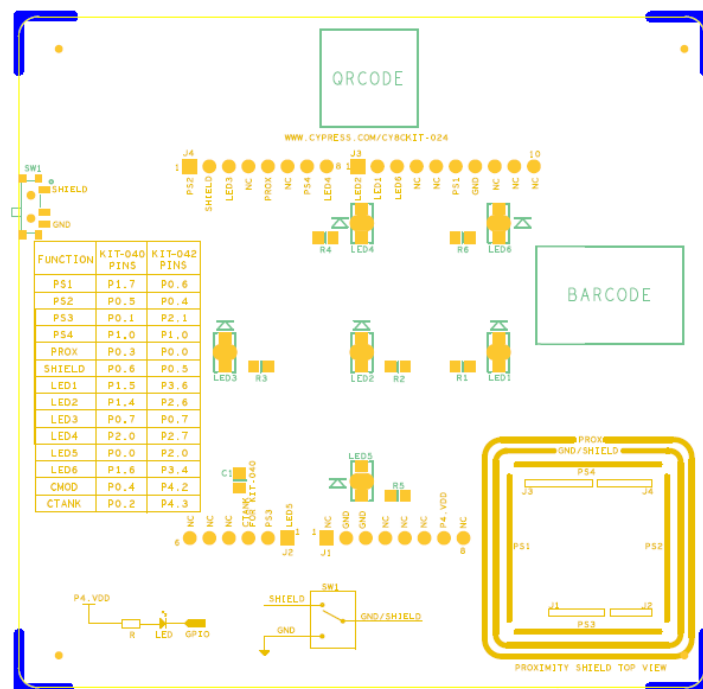 QRCODE
WWW.CYPRESS.COM/CY8CKIT-024
J4
J3
1
8
1
10
PS2
SHIELD
LED3
NC
PROX
NC
PS4
LED4
LED2
LED1
LED6
NC
NC
PS1
GND
NC
NC
NC
SW1
SHIELD
GND
LED4
LED6
R4
R6
BARCODE
FUNCTION KIT-040 PINS KIT-042 PINS
PS1 P1.7 P0.6
PS2 P0.5 P0.4
PS3 P0.1 P2.1
PS4 P1.0 P1.0
PROX P0.3 P0.0
SHIELD P0.6 P0.5
LED1 P1.5 P3.6
LED2 P1.4 P2.6
LED3 P0.7 P0.7
LED4 P2.0 P2.7
LED5 P0.0 P2.0
LED6 P1.6 P3.4
CMOD P0.4 P4.2
CTANK P0.2 P4.3
LED3
R3
LED2
R2
R1
LED1
C1
LED5
R5
NC
NC
NC
CTANK
FOR KIT-040
PS3
LED5
6
1
J2
1
J1
8
NC
GND
GND
NC
NC
NC
P4.VDD
NC
PROX
GND/SHIELD
PS4
J3
J4
PS1
PS2
J1
J2
PS3
PROXIMITY SHIELD TOP VIEW
P4.VDD
R
LED
GPIO
SW1
SHIELD
GND/SHIELD
GND